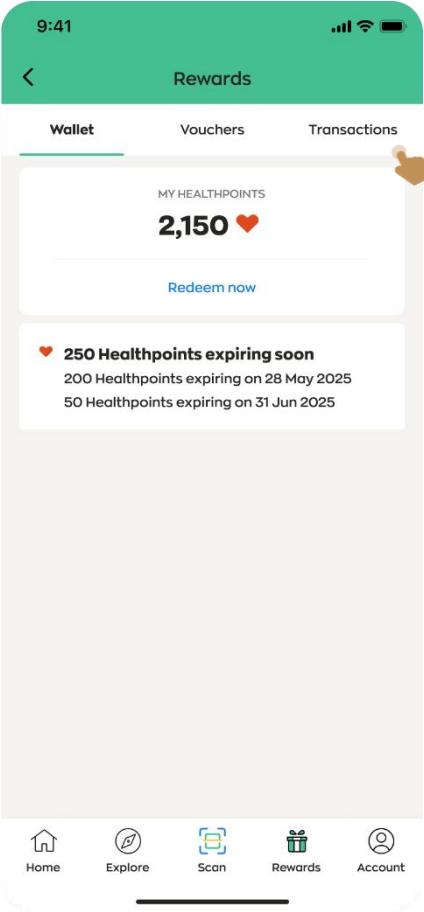 9:41
Rewards
Wallet Vouchers Transactions
MY HEALTHPOINTS
2,150
Redeem now
250 Healthpoints expiring soon
200 Healthpoints expiring on 28 May 2025
50 Healthpoints expiring on 31 Jun 2025
Home Explore Scan Rewards Account